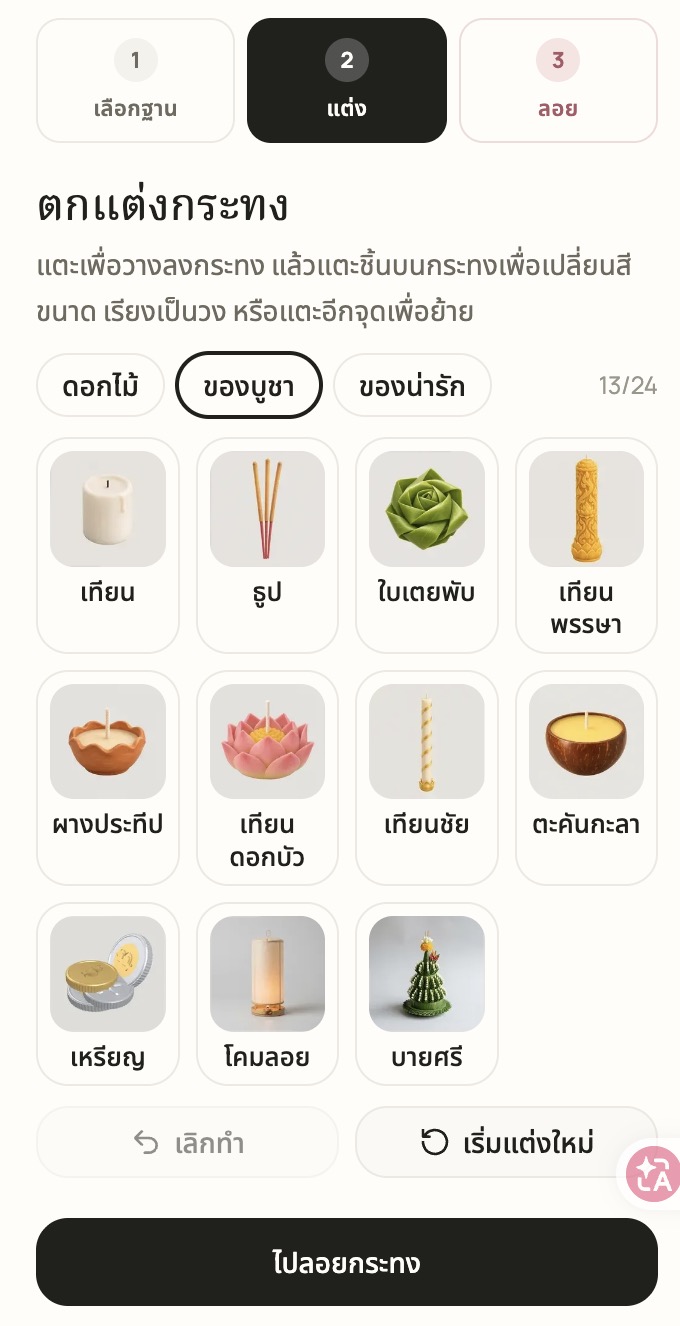 1
เลือกฐาน
2
แต่ง
3
ลอย
ตกแต่งกระทง
แตะเพื่อวางลงกระทง แล้วแตะชิ้นบนกระทงเพื่อเปลี่ยนสี
ขนาด เรียงเป็นวง หรือแตะอีกจุดเพื่อย้าย
ดอกไม้
ของบูชา
ของน่ารัก
13/24
เทียน
ธูป
ใบเตยพับ
เทียน
พรรษา
ผางประทีป
เทียน
ดอกบัว
เทียนชัย
ตะคันกะลา
เหรียญ
โคมลอย
บายศรี
เลิกทำ
เริ่มแต่งใหม่
A
ไปลอยกระทง